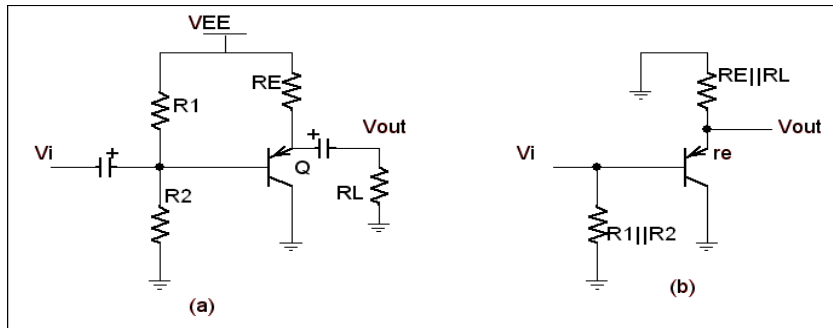 VEE
RE
R1
Vi
+
+
Vout
Q
R2
RL
(a)
RE||RL
Vout
Vi
re
R1||R2
(b)